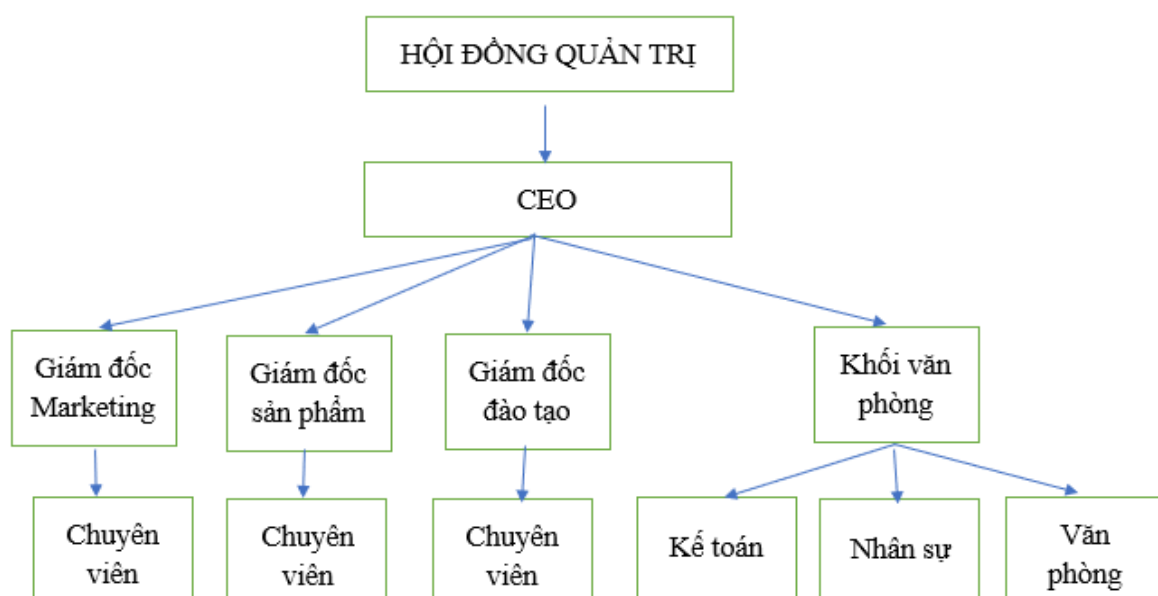 HỘI ĐỒNG QUẢN TRỊ
CEO
Giám đốc
Marketing
Giám đốc
sản phẩm
Giám đốc
đào tạo
Khối văn
phòng
Chuyên
viên
Chuyên
viên
Chuyên
viên
Kế toán
Nhân sự
Văn
phòng